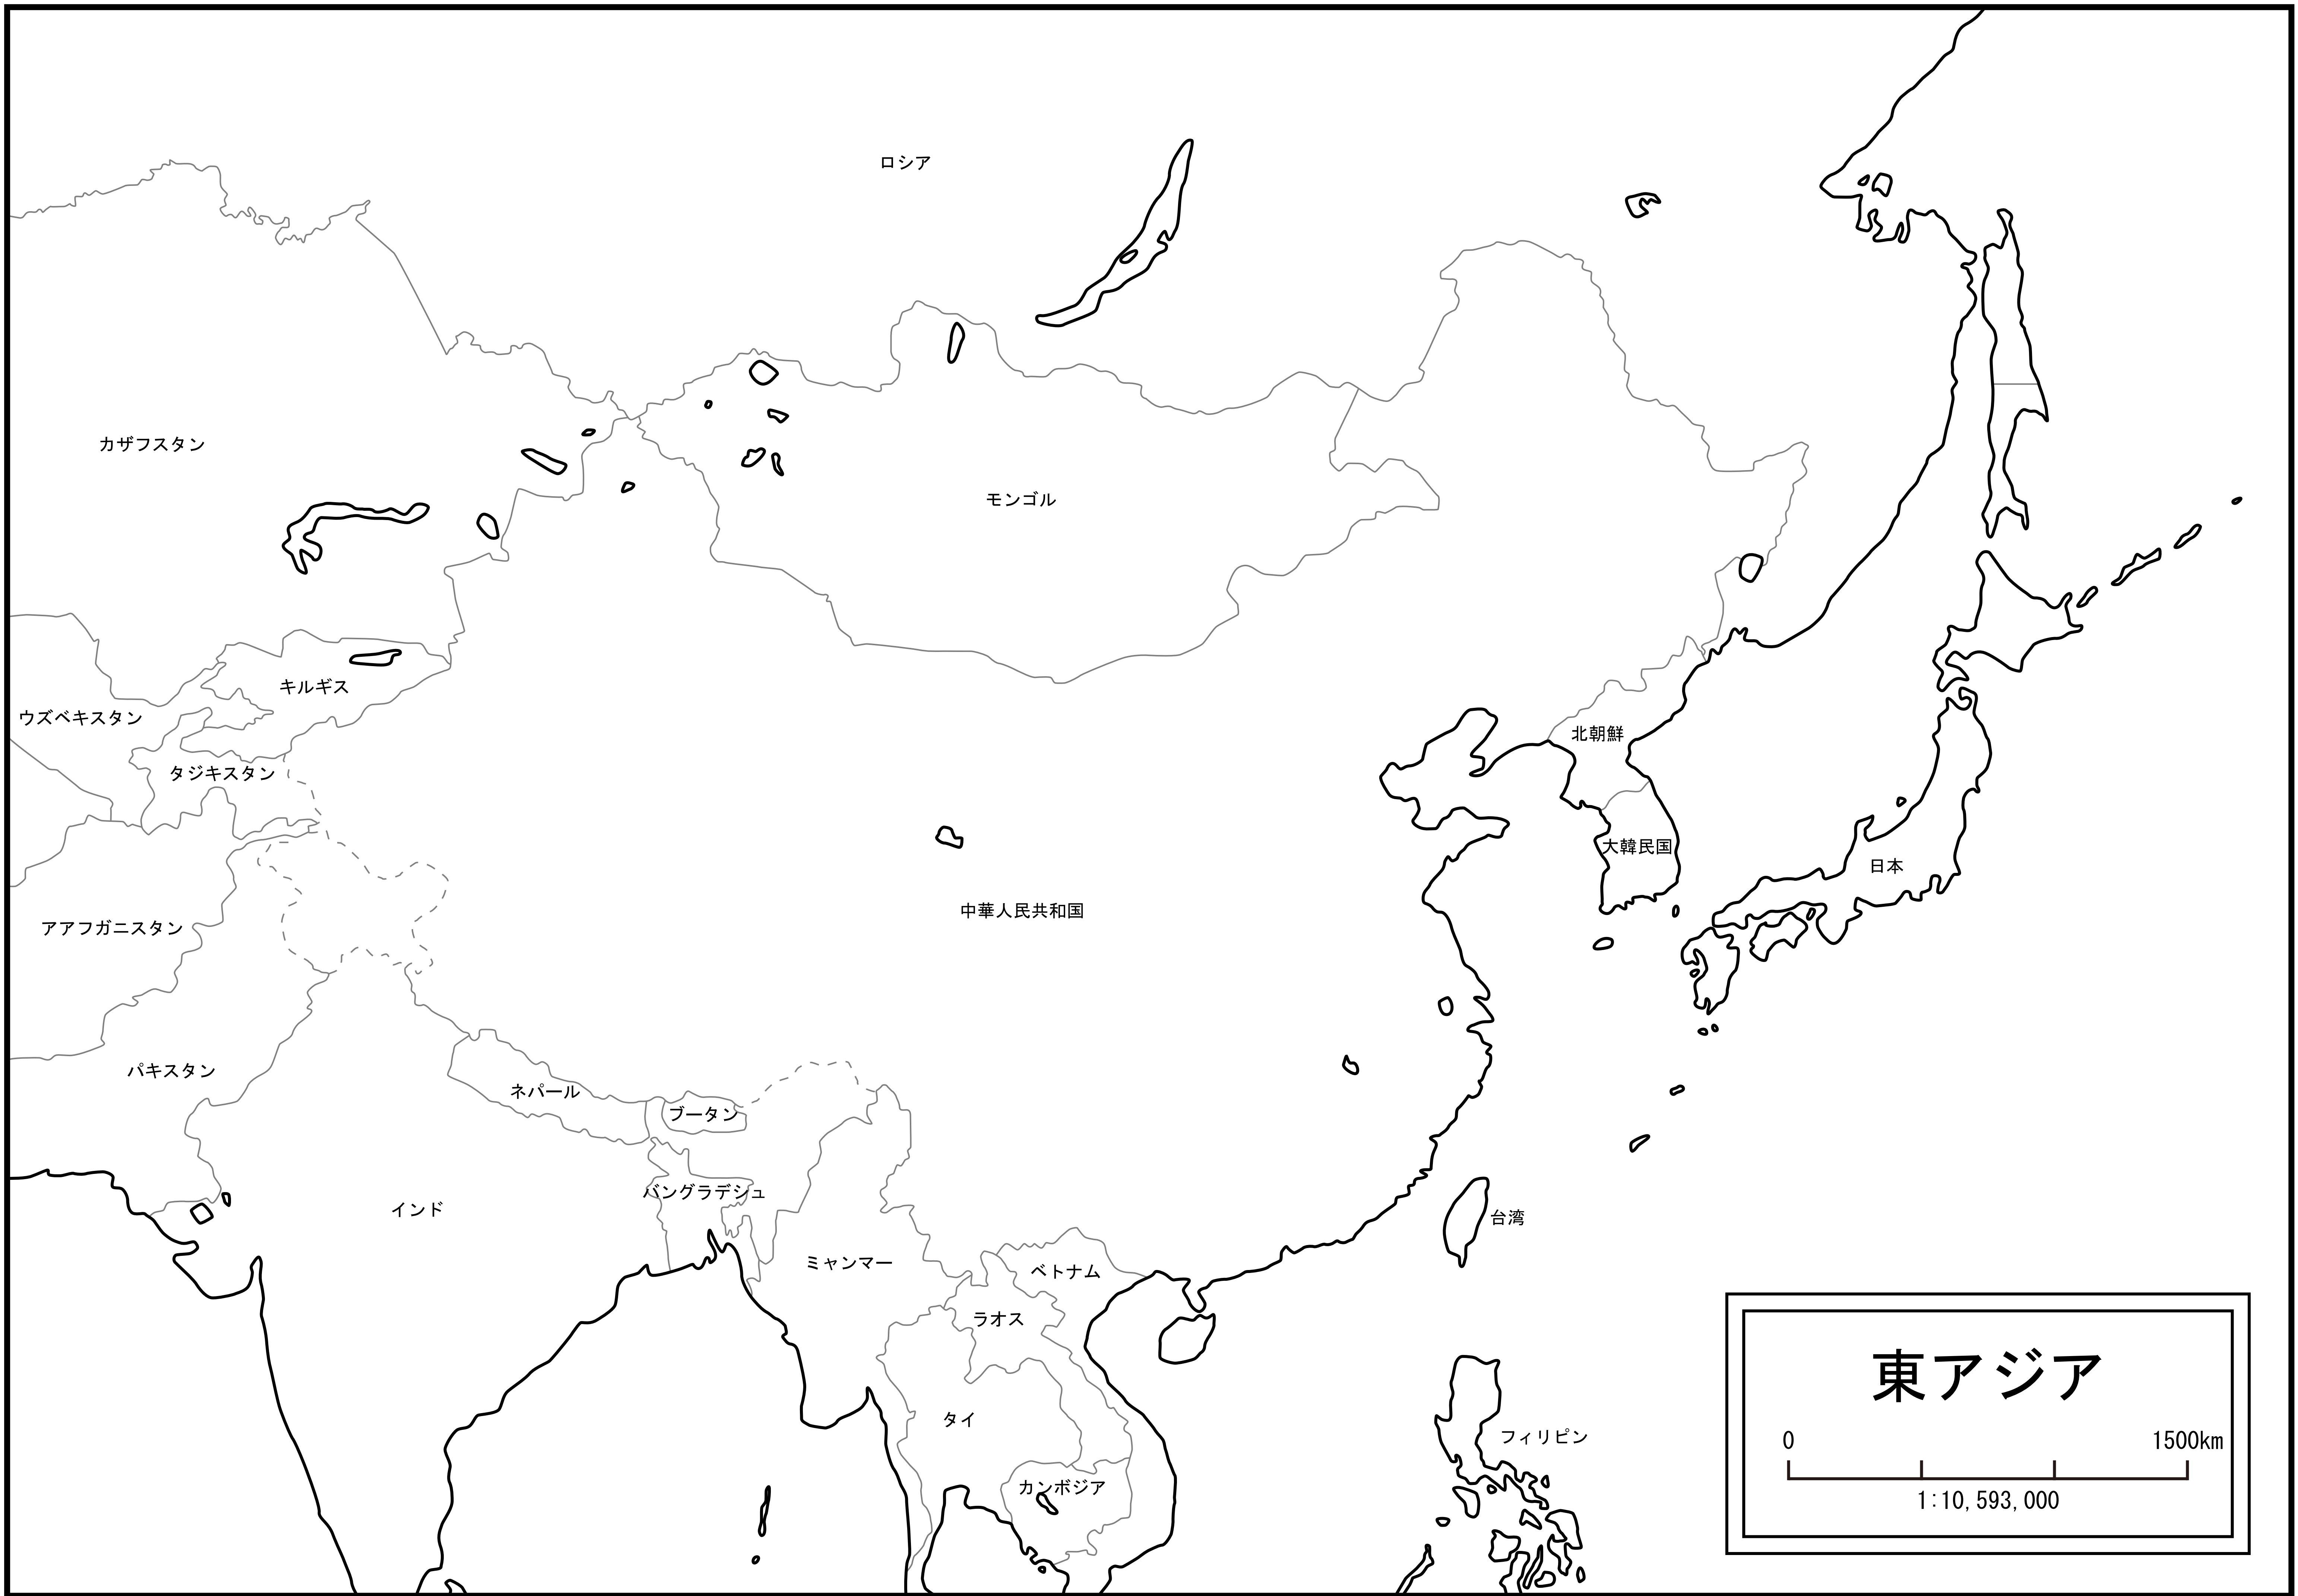 ロシア
カザフスタン
モンゴル
キルギス
ウズベキスタン
北朝鮮
タジキスタン
大韓民国
日本
中華人民共和国
アアフガニスタン
パキスタン
ネパール
ブータン
バングラデシュ
インド
台湾
ミャンマー
ベトナム
ラオス
タイ
フィリピン
カンボジア
東アジア
0 1500km
1:10,593,000